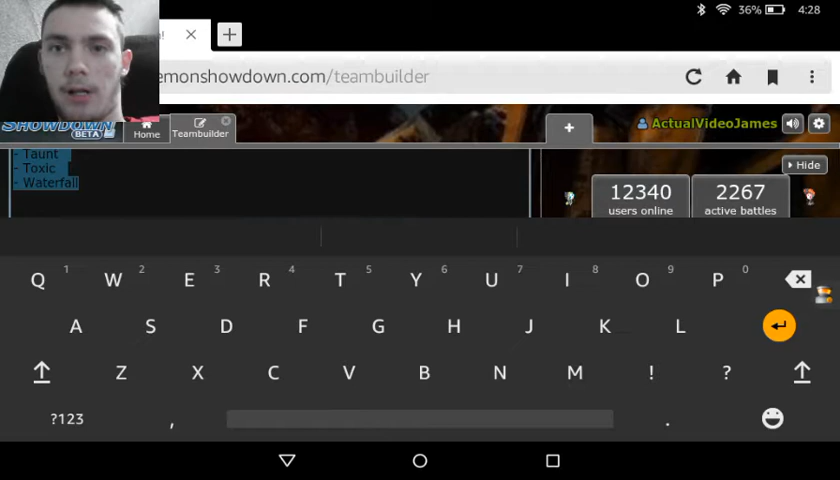 36% 4:28
emonshowdown.com/teambuilder
SHOWDOWN
BETA
Home
Teambuilder
+
ActualVideoJames
- Taunt
- Toxic
- Waterfall
Hide
12340
users online
2267
active battles
1 2 3 4 5 6 7 8 9 0
Q W E R T Y U I O P
A S D F G H J K L
Z X C V B N M ! ?
?123 , .